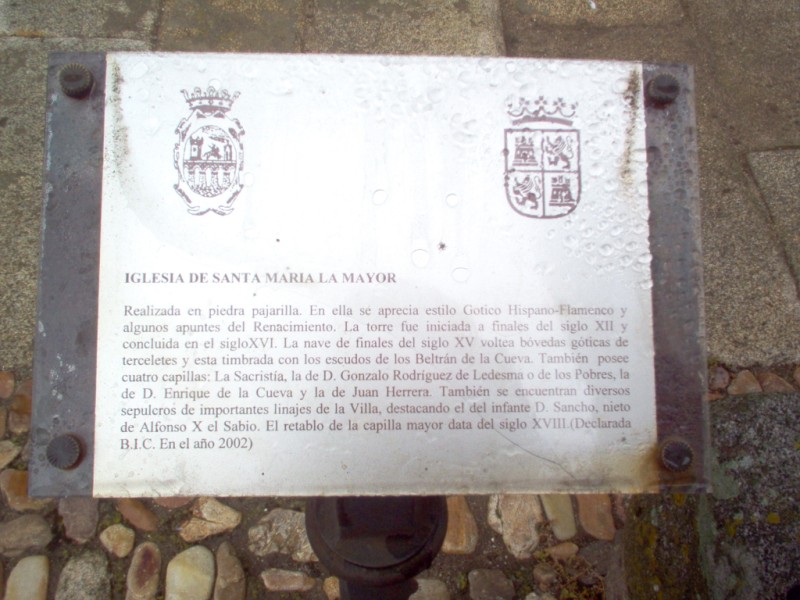 IGLESIA DE SANTA MARIA LA MAYOR
Realizada en piedra pajarilla. En ella se aprecia estilo Gotico Hispano-Flamenco y
algunos apuntes del Renacimiento. La torre fue iniciada a finales del siglo XII y
concluida en el sigloXVI. La nave de finales del siglo XV voltea bóvedas góticas de
terceletes y esta timbrada con los escudos de los Beltrán de la Cueva. También posee
cuatro capillas: La Sacristía, la de D. Gonzalo Rodríguez de Ledesma o de los Pobres, la
de D. Enrique de la Cueva y la de Juan Herrera. También se encuentran diversos
sepulcros de importantes linajes de la Villa, destacando el del infante D. Sancho, nieto
de Alfonso X el Sabio. El retablo de la capilla mayor data del siglo XVIII.(Declarada
B.I.C. En el año 2002)